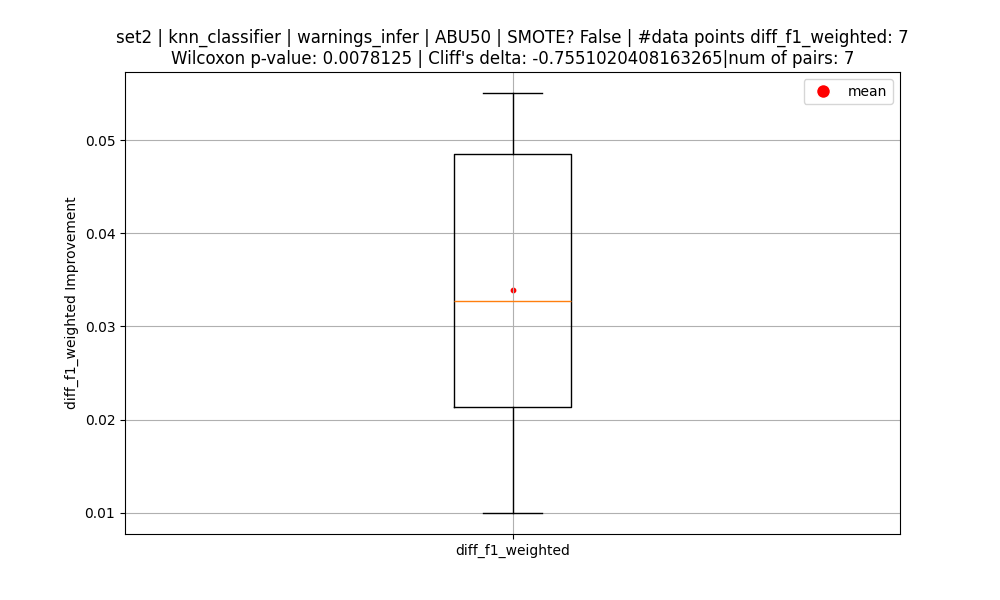 set2 | knn_classifier | warnings_infer | ABU50 | SMOTE? False | #data points diff_f1_weighted: 7
Wilcoxon p-value: 0.0078125 | Cliff's delta: -0.7551020408163265|num of pairs: 7
mean
0.05
0.04
0.03
0.02
0.01
diff_f1_weighted Improvement
diff_f1_weighted